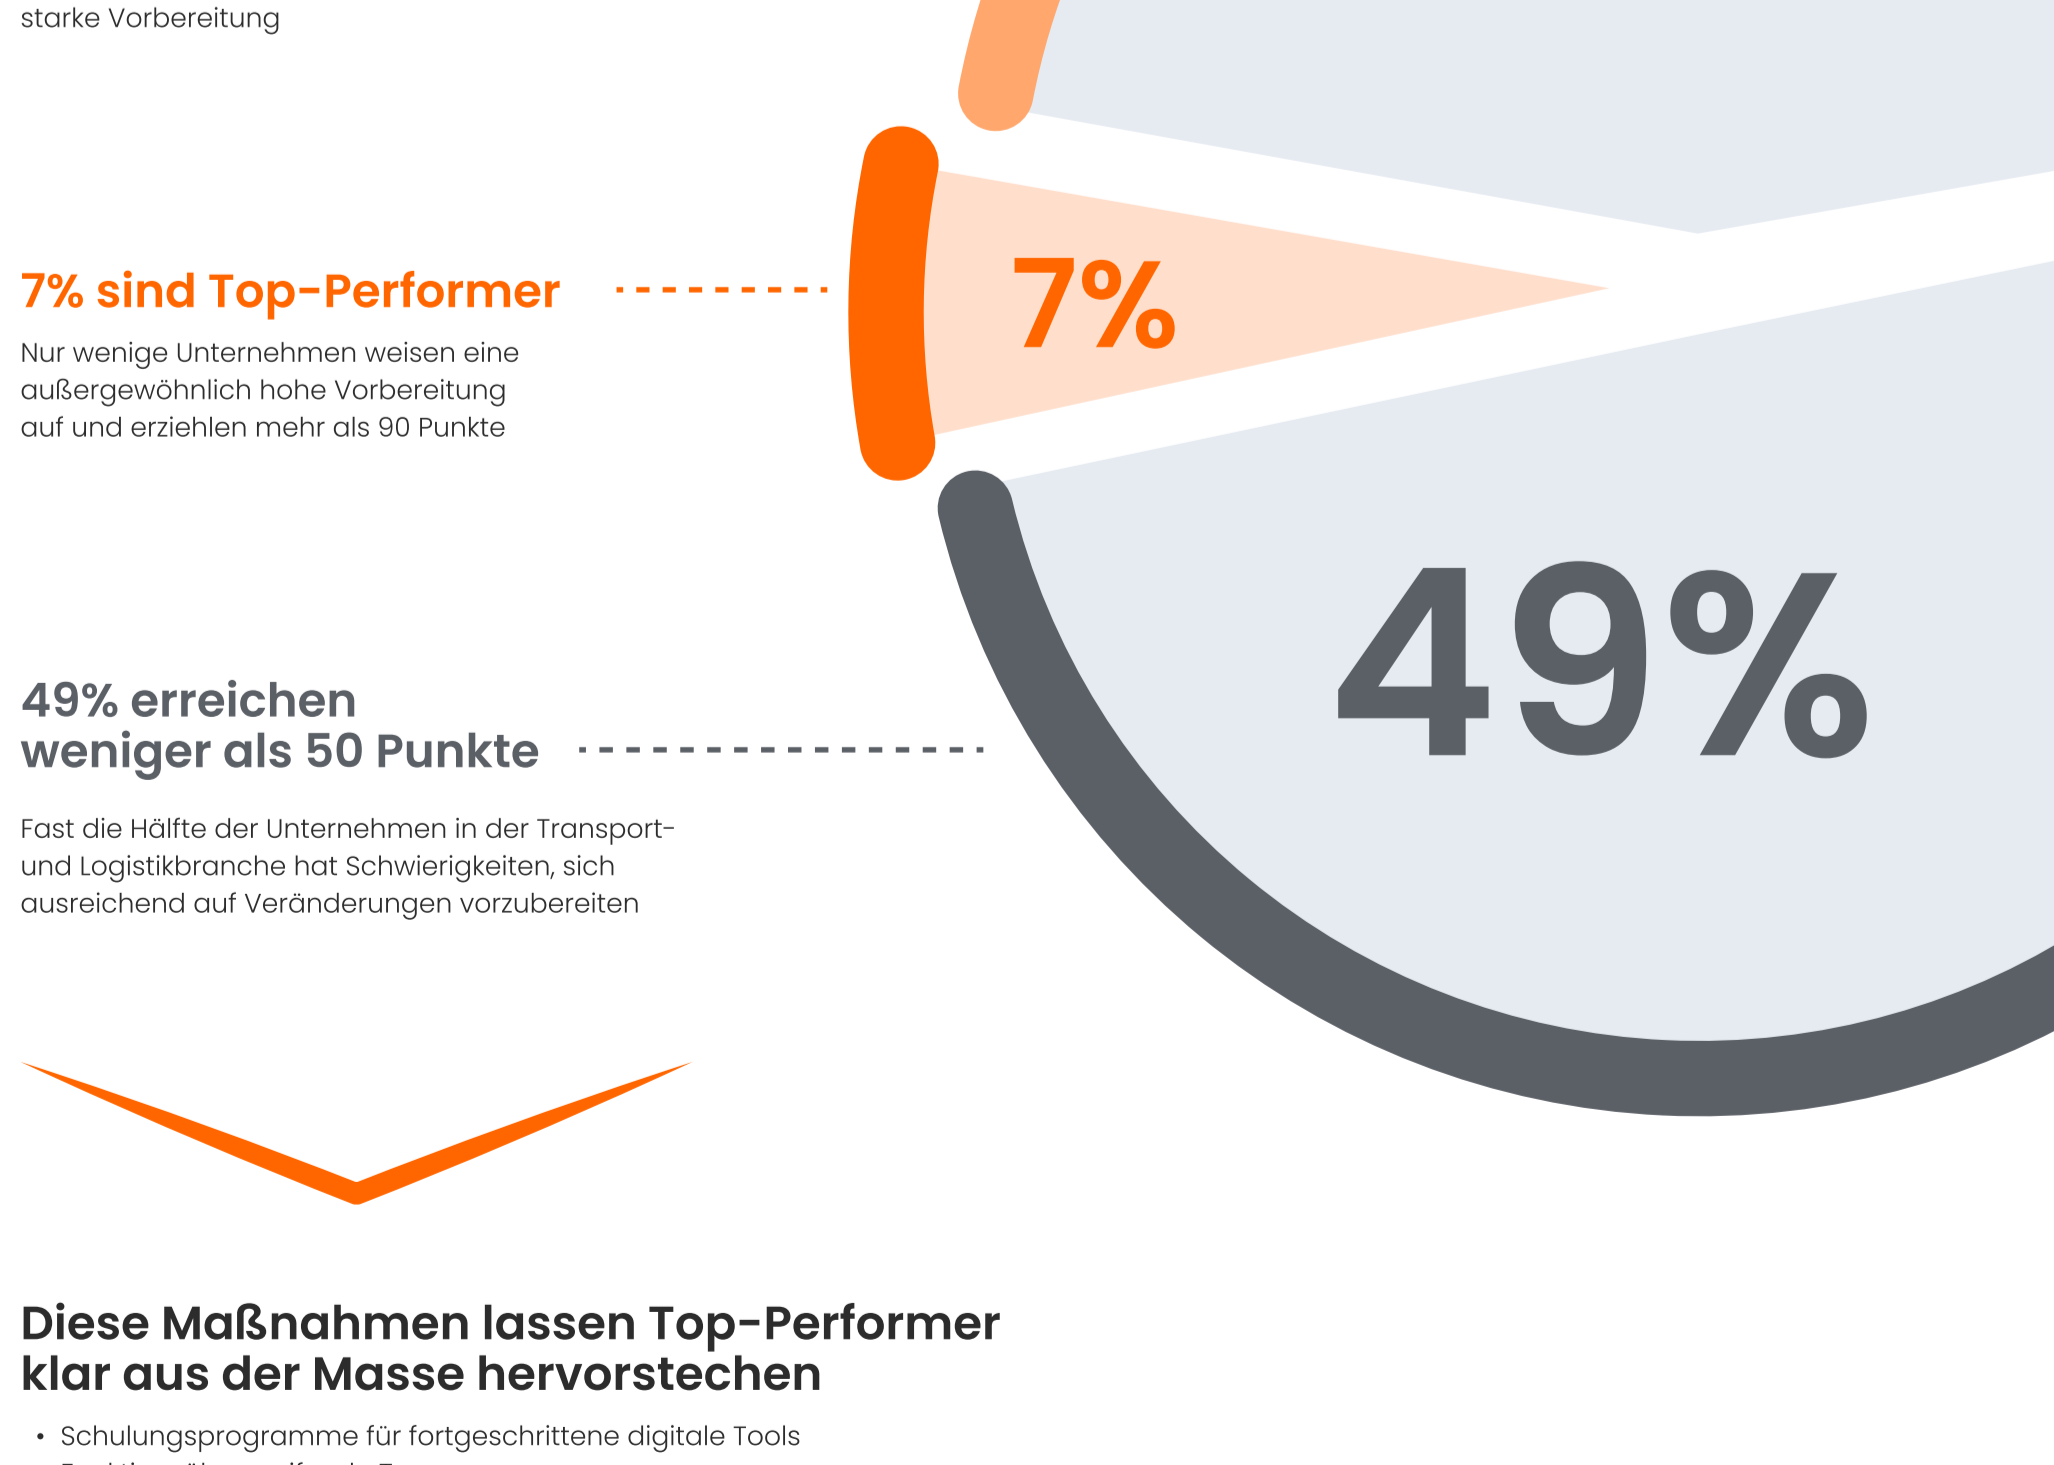 starke Vorbereitung
7% sind Top-Performer
Nur wenige Unternehmen weisen eine
außergewöhnlich hohe Vorbereitung
auf und erziehlen mehr als 90 Punkte
7%
49% erreichen
weniger als 50 Punkte
49%
Fast die Hälfte der Unternehmen in der Transport-
und Logistikbranche hat Schwierigkeiten, sich
ausreichend auf Veränderungen vorzubereiten
Diese Maßnahmen lassen Top-Performer
klar aus der Masse hervorstechen
• Schulungsprogramme für fortgeschrittene digitale Tools